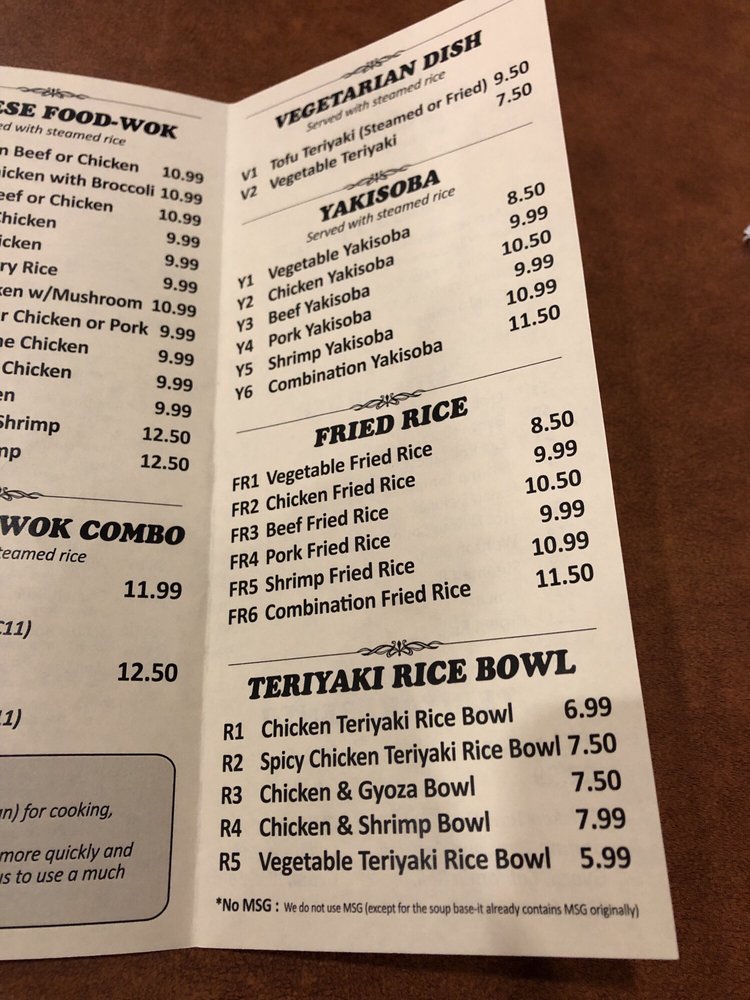 ESE FOOD-WOK
ed with steamed rice
n Beef or Chicken 10.99
hicken with Broccoli 10.99
eef or Chicken 10.99
Chicken 9.99
icken 9.99
ry Rice 9.99
ken w/Mushroom 10.99
r Chicken or Pork 9.99
ne Chicken 9.99
Chicken 9.99
en 9.99
Shrimp 12.50
mp 12.50
WOK COMBO
teamed rice
11.99
C11)
12.50
11)
an) for cooking,
more quickly and
us to use a much
VEGETARIAN DISH
Served with steamed rice
V1 Tofu Teriyaki (Steamed or Fried) 9.50
V2 Vegetable Teriyaki 7.50
YAKISOBA
Served with steamed rice
Y1 Vegetable Yakisoba 8.50
Y2 Chicken Yakisoba 9.99
Y3 Beef Yakisoba 10.50
Y4 Pork Yakisoba 9.99
Y5 Shrimp Yakisoba 10.99
Y6 Combination Yakisoba 11.50
FRIED RICE
FR1 Vegetable Fried Rice 8.50
FR2 Chicken Fried Rice 9.99
FR3 Beef Fried Rice 10.50
FR4 Pork Fried Rice 9.99
FR5 Shrimp Fried Rice 10.99
FR6 Combination Fried Rice 11.50
TERIYAKI RICE BOWL
R1 Chicken Teriyaki Rice Bowl 6.99
R2 Spicy Chicken Teriyaki Rice Bowl 7.50
R3 Chicken & Gyoza Bowl 7.50
R4 Chicken & Shrimp Bowl 7.99
R5 Vegetable Teriyaki Rice Bowl 5.99
*No MSG : We do not use MSG (except for the soup base-it already contains MSG originally)